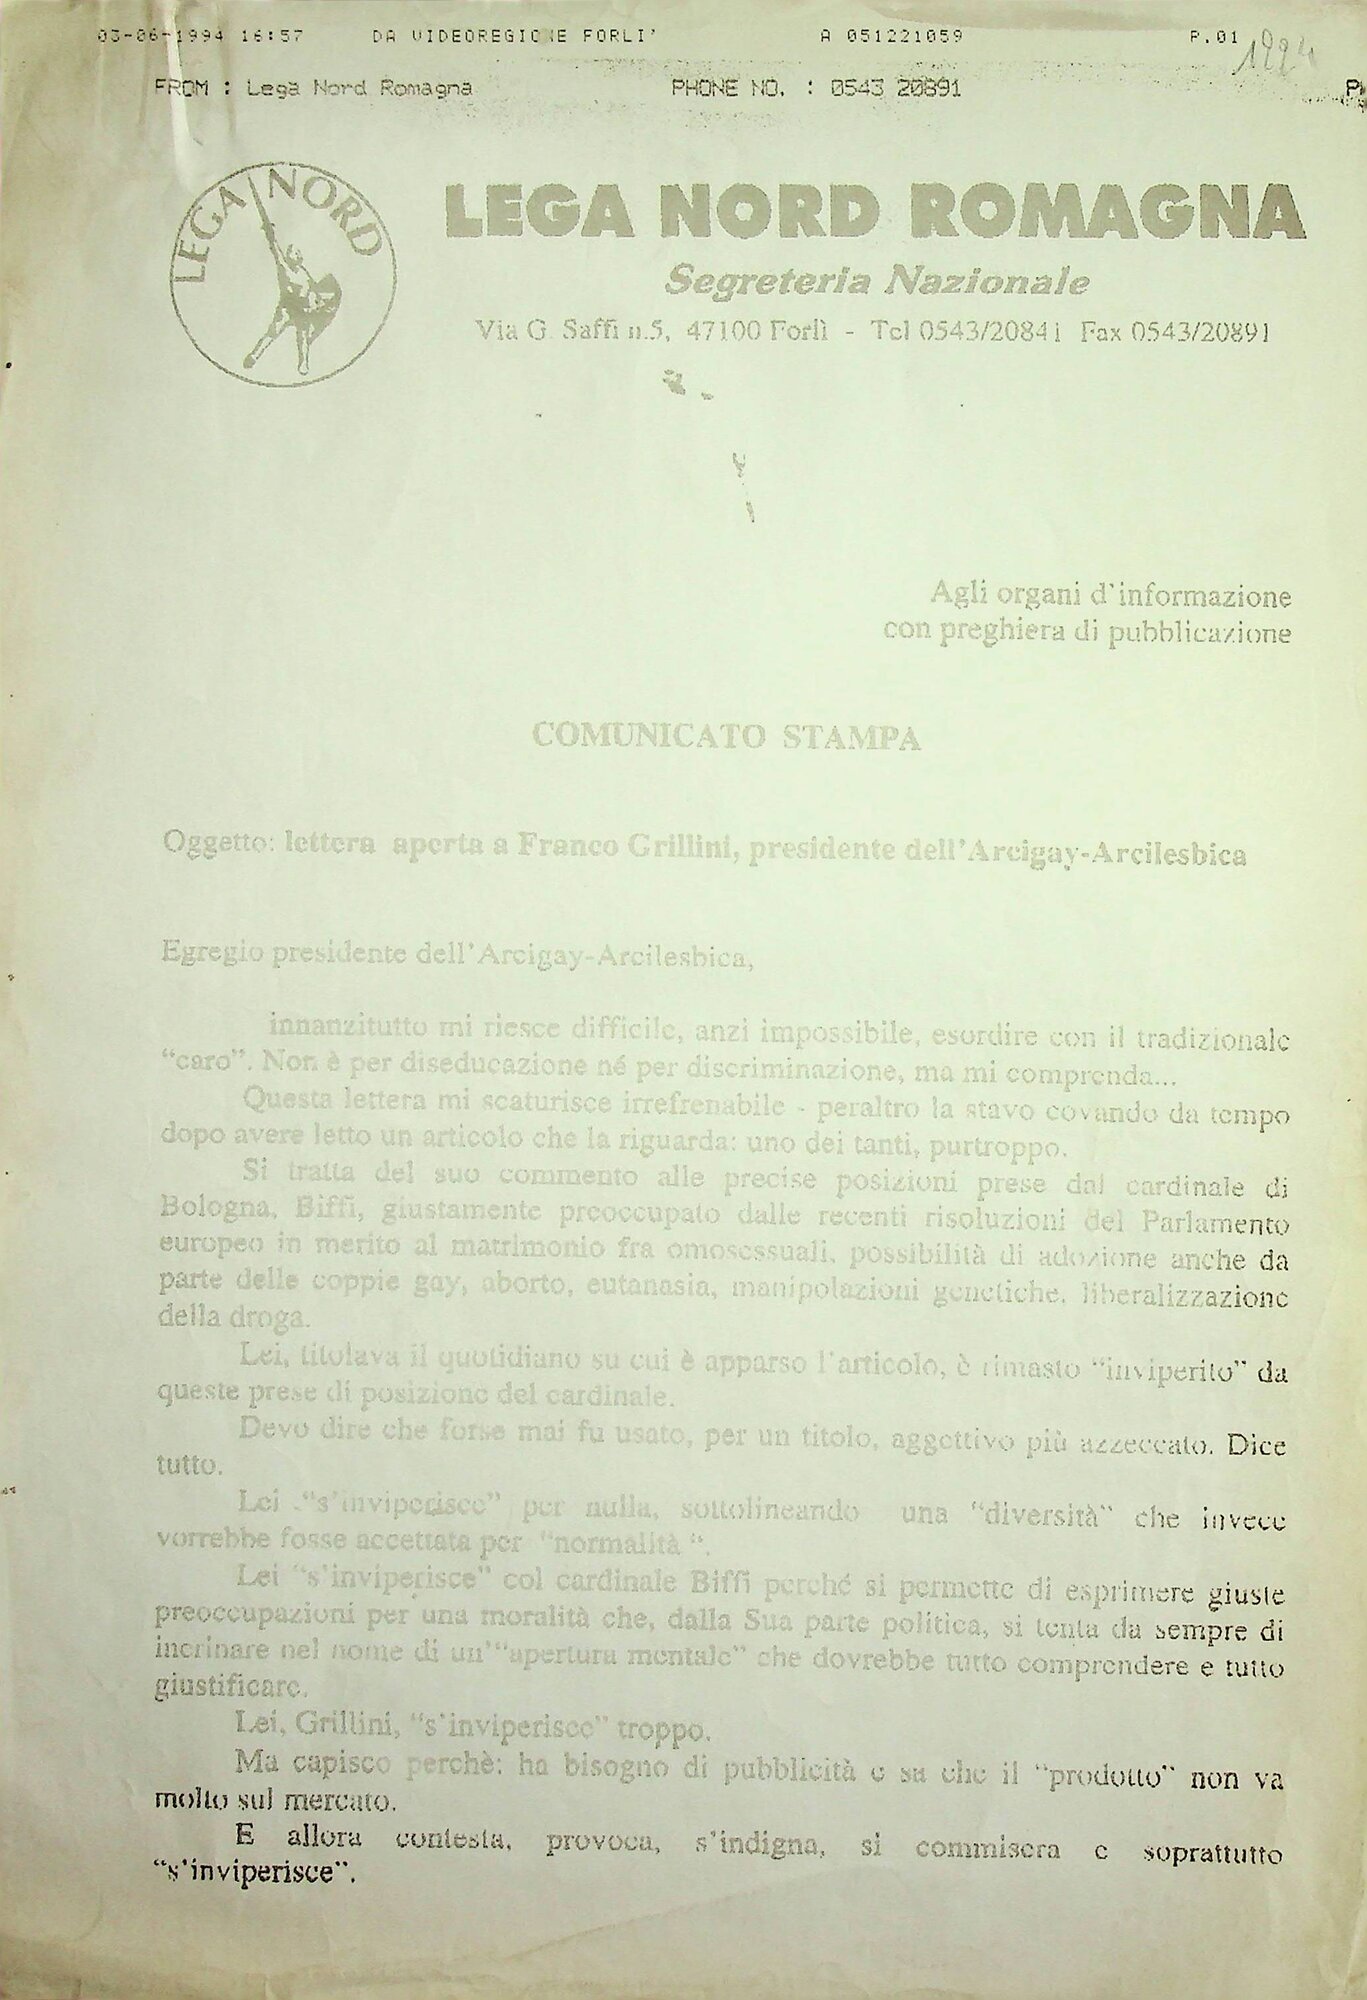 03-06-1994 16:57 DA VIDEOREGIONE FORLI' A 051221059 P.01
1994
FROM : Lega Nord Romagna PHONE NO. : 0543 20891
LEGA NORD
LEGA NORD ROMAGNA
Segreteria Nazionale
Via G. Saffi n.5, 47100 Forlì - Tel 0543/20841 Fax 0543/20891
Agli organi d'informazione
con preghiera di pubblicazione
COMUNICATO STAMPA
Oggetto: lettera aperta a Franco Grillini, presidente dell'Arcigay-Arcilesbica
Egregio presidente dell'Arcigay-Arcilesbica,
innanzitutto mi riesce difficile, anzi impossibile, esordire con il tradizionale
“caro”. Non è per diseducazione né per discriminazione, ma mi comprenda...
Questa lettera mi scaturisce irrefrenabile - peraltro la stavo covando da tempo
dopo avere letto un articolo che la riguarda: uno dei tanti, purtroppo.
Si tratta del suo commento alle precise posizioni prese dal cardinale di
Bologna, Biffi, giustamente preoccupato dalle recenti risoluzioni del Parlamento
europeo in merito al matrimonio fra omosessuali, possibilità di adozione anche da
parte delle coppie gay, aborto, eutanasia, manipolazioni genetiche, liberalizzazione
della droga.
Lei, titolava il quotidiano su cui è apparso l'articolo, è rimasto “inviperito” da
queste prese di posizione del cardinale.
Devo dire che forse mai fu usato, per un titolo, aggettivo più azzeccato. Dice
tutto.
Lei “s'inviperisce” per nulla, sottolineando una “diversità” che invece
vorrebbe fosse accettata per “normalità “.
Lei “s'inviperisce” col cardinale Biffi perché si permette di esprimere giuste
preoccupazioni per una moralità che, dalla Sua parte politica, si tenta da sempre di
incrinare nel nome di un'“apertura mentale” che dovrebbe tutto comprendere e tutto
giustificare.
Lei, Grillini, “s'inviperisce” troppo.
Ma capisco perchè: ha bisogno di pubblicità e sa che il “prodotto” non va
molto sul mercato.
E allora contesta, provoca, s'indigna, si commisera e soprattutto
“s'inviperisce”.